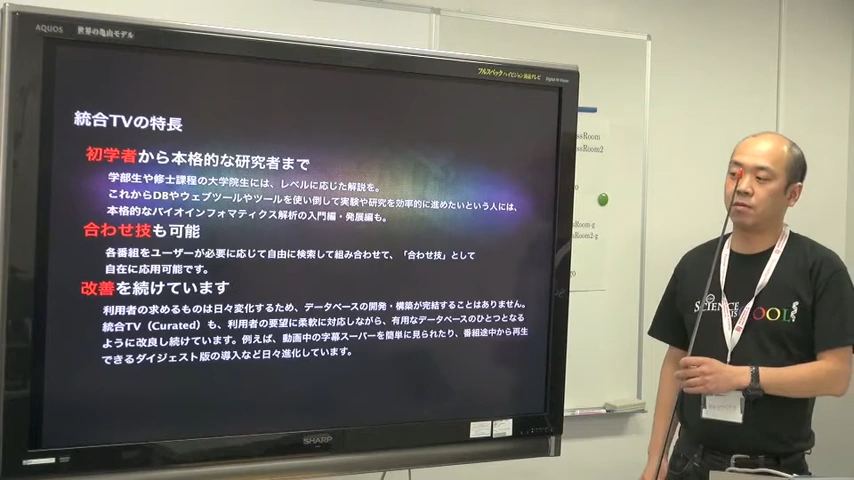 AQUOS 世界の亀山モデル
フルスペックハイビジョン液晶テレビ
統合TVの特長
初学者から本格的な研究者まで
学部生や修士課程の大学院生には、レベルに応じた解説を。
これからDBやウェブツールやツールを使い倒して実験や研究を効率的に進めたいという人には、
本格的なバイオインフォマティクス解析の入門編・発展編も。
合わせ技も可能
各番組をユーザーが必要に応じて自由に検索して組み合わせて、「合わせ技」として
自在に応用可能です。
改善を続けています
利用者の求めるものは日々変化するため、データベースの開発・構築が完結することはありません。
統合TV（Curated）も、利用者の要望に柔軟に対応しながら、有用なデータベースのひとつとなる
ように改良し続けています。例えば、動画中の字幕スーパーを簡単に見られたり、番組途中から再生
できるダイジェスト版の導入など日々進化しています。
SHARP
ssRoom
ssRoom2
Room-g
Room2-g
SCIENCE
IS
OOL